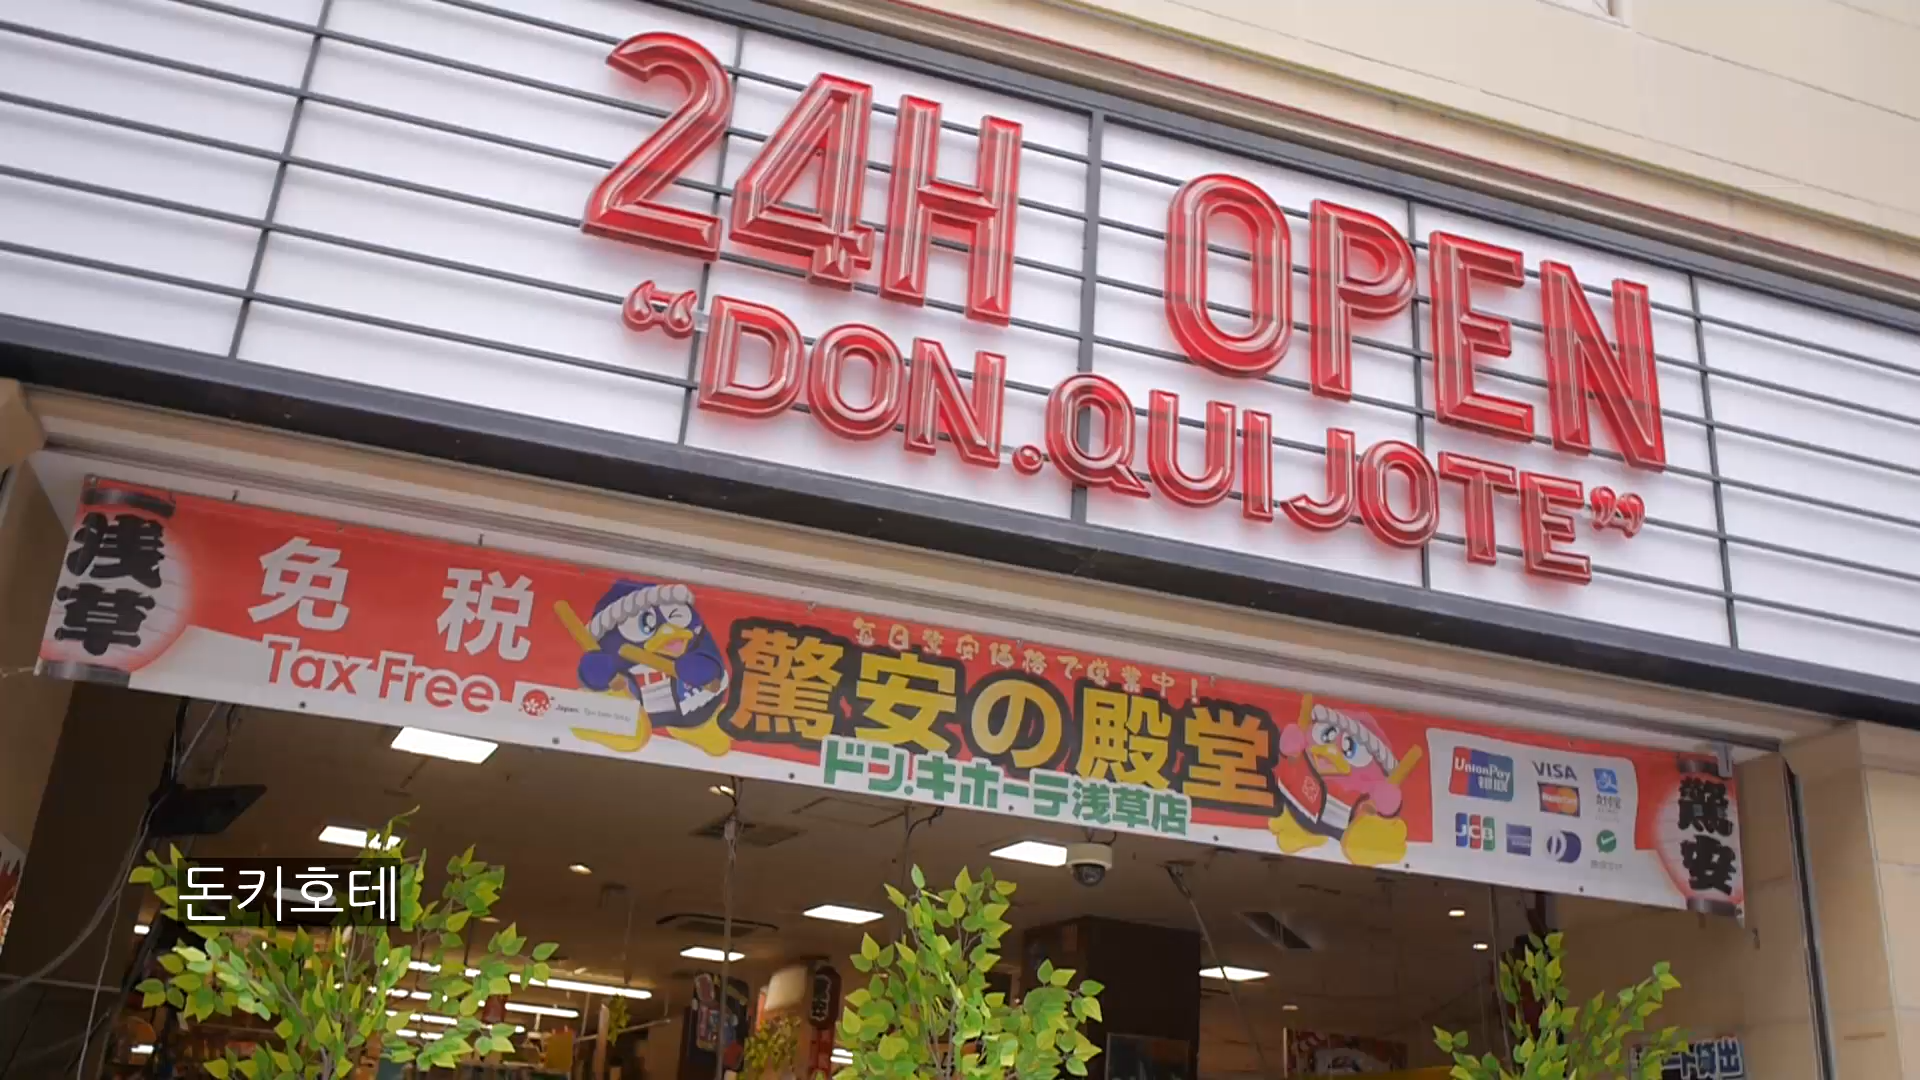 24H OPEN
“DON.QUIJOTE”
浅草
免税
Tax Free
Japan
毎日驚安価格で営業中！
驚安の殿堂
ドン.キホーテ浅草店
UnionPay
银联
VISA
MasterCard
JCB
驚安
돈키호테